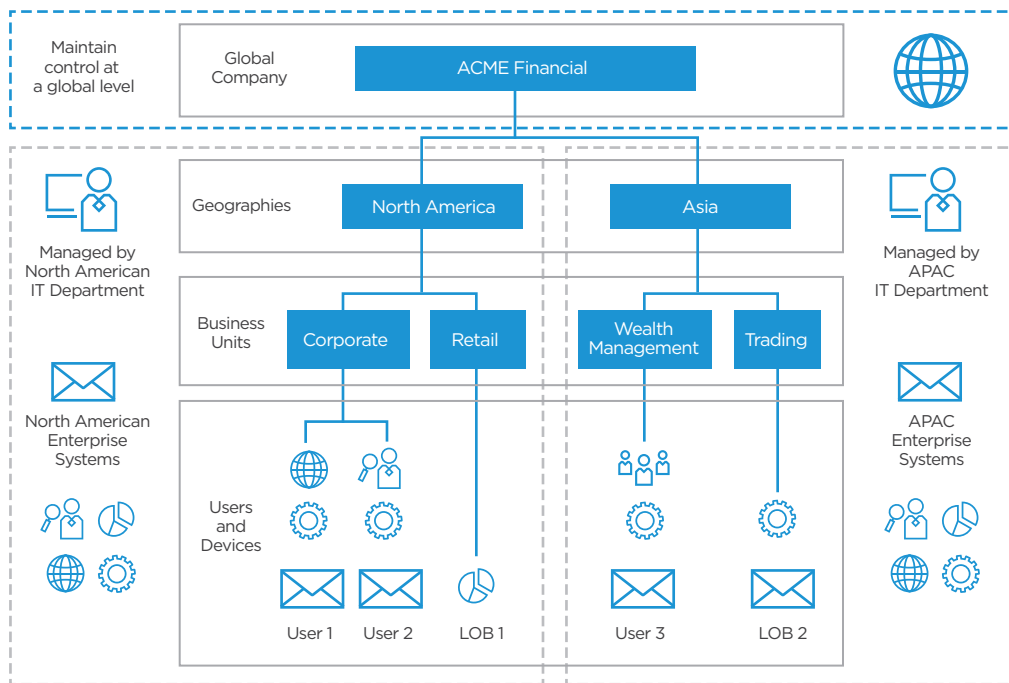 Maintain
control at
a global level
Global
Company
ACME Financial
Managed by
North American
IT Department
Geographies
North America
Asia
Managed by
APAC
IT Department
Business
Units
Corporate
Retail
Wealth
Management
Trading
North American
Enterprise
Systems
APAC
Enterprise
Systems
Users
and
Devices
User 1
User 2
LOB 1
User 3
LOB 2